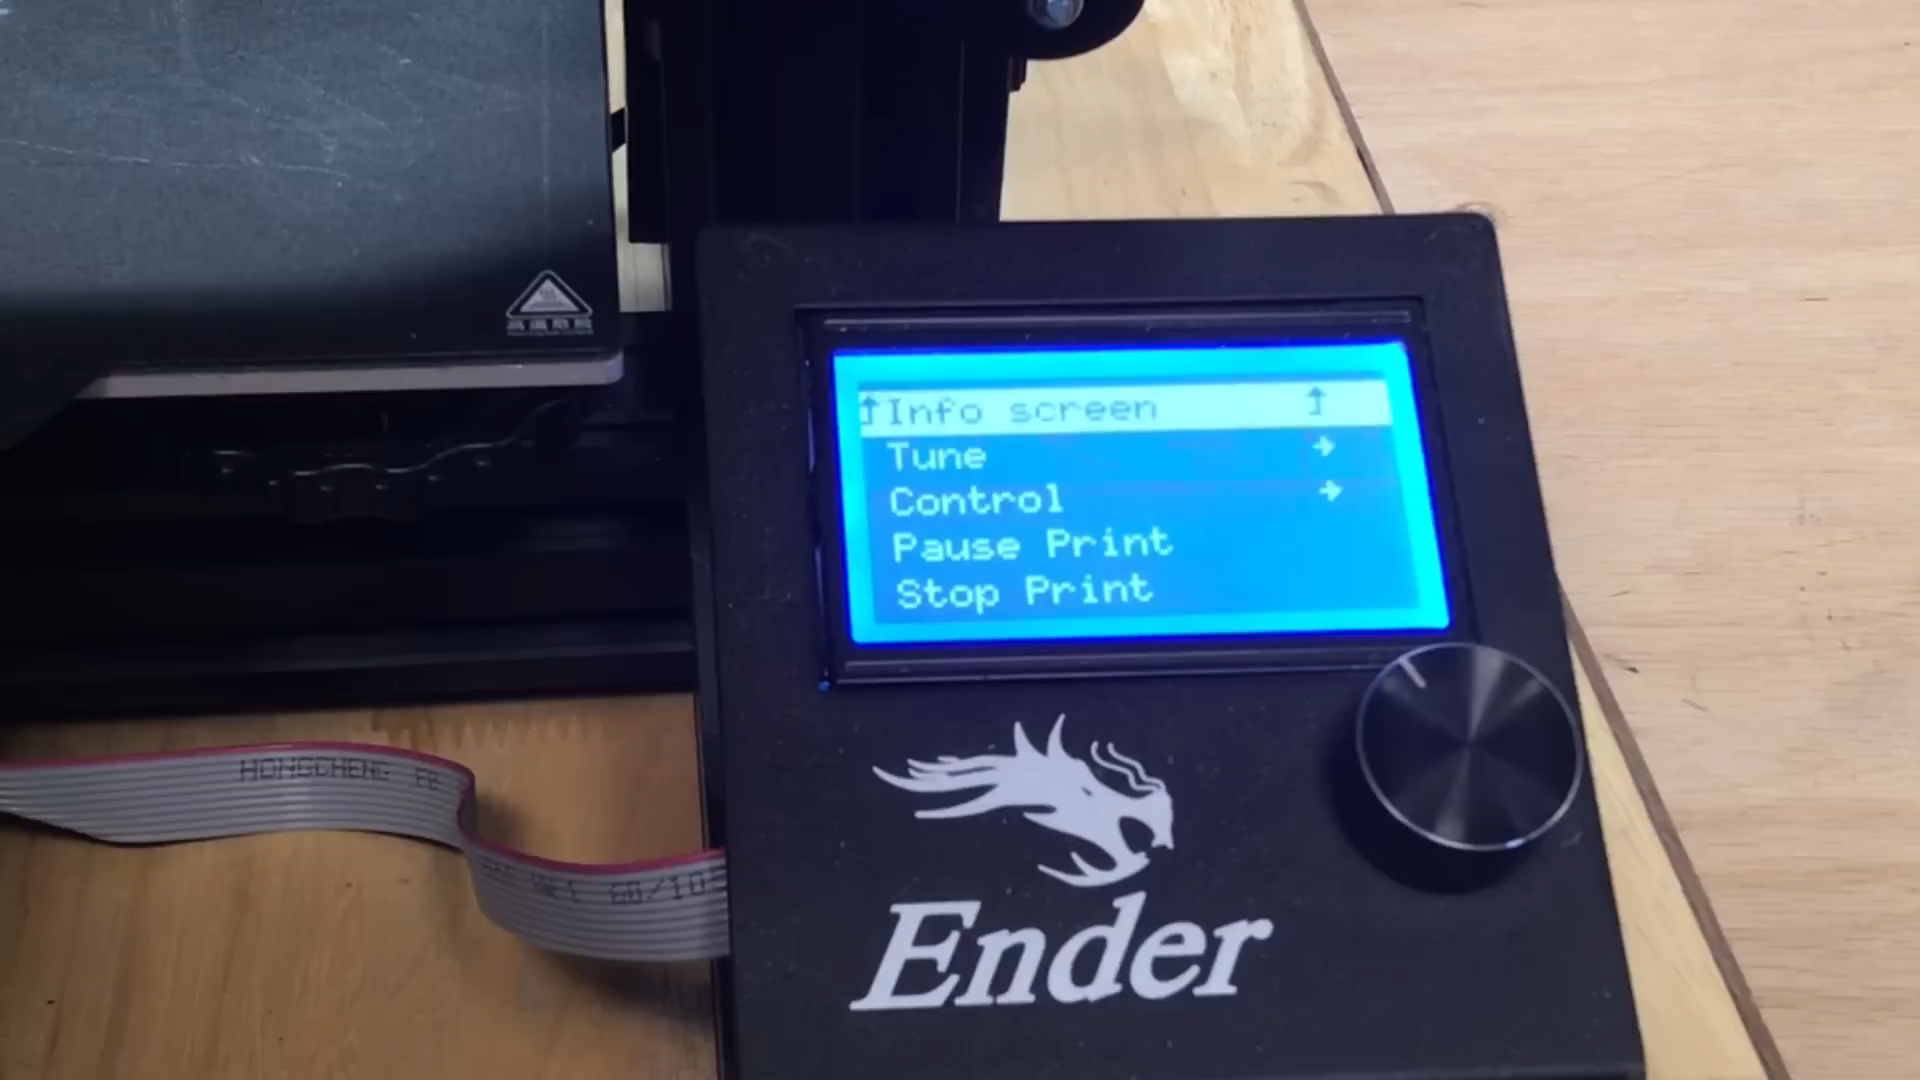 ↑Info screen ↑
Tune →
Control →
Pause Print
Stop Print
HONGCHENG
Ender